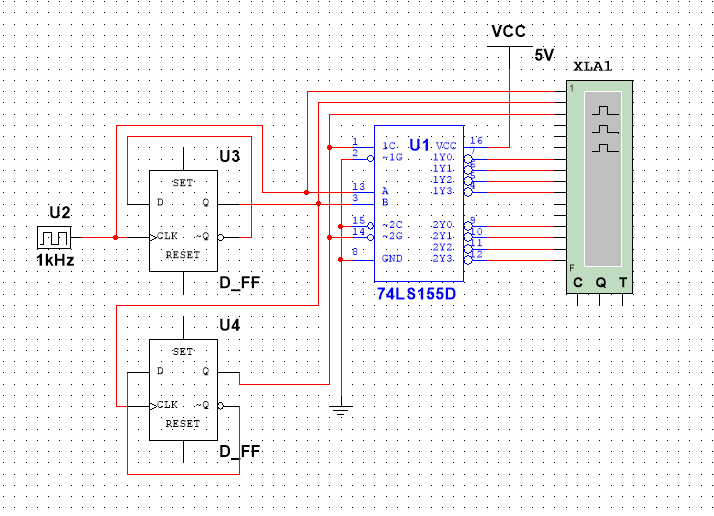 VCC
5V
XLA1
1
F
C Q T
U2
1kHz
U3
SET
D Q
CLK ~Q
RESET
D_FF
U4
SET
D Q
CLK ~Q
RESET
D_FF
U1
1 1C VCC 16
2 ~1G 1Y0 7
1Y1 6
1Y2 5
13 A 1Y3 4
3 B
15 ~2C 2Y0 9
14 ~2G 2Y1 10
2Y2 11
8 GND 2Y3 12
74LS155D